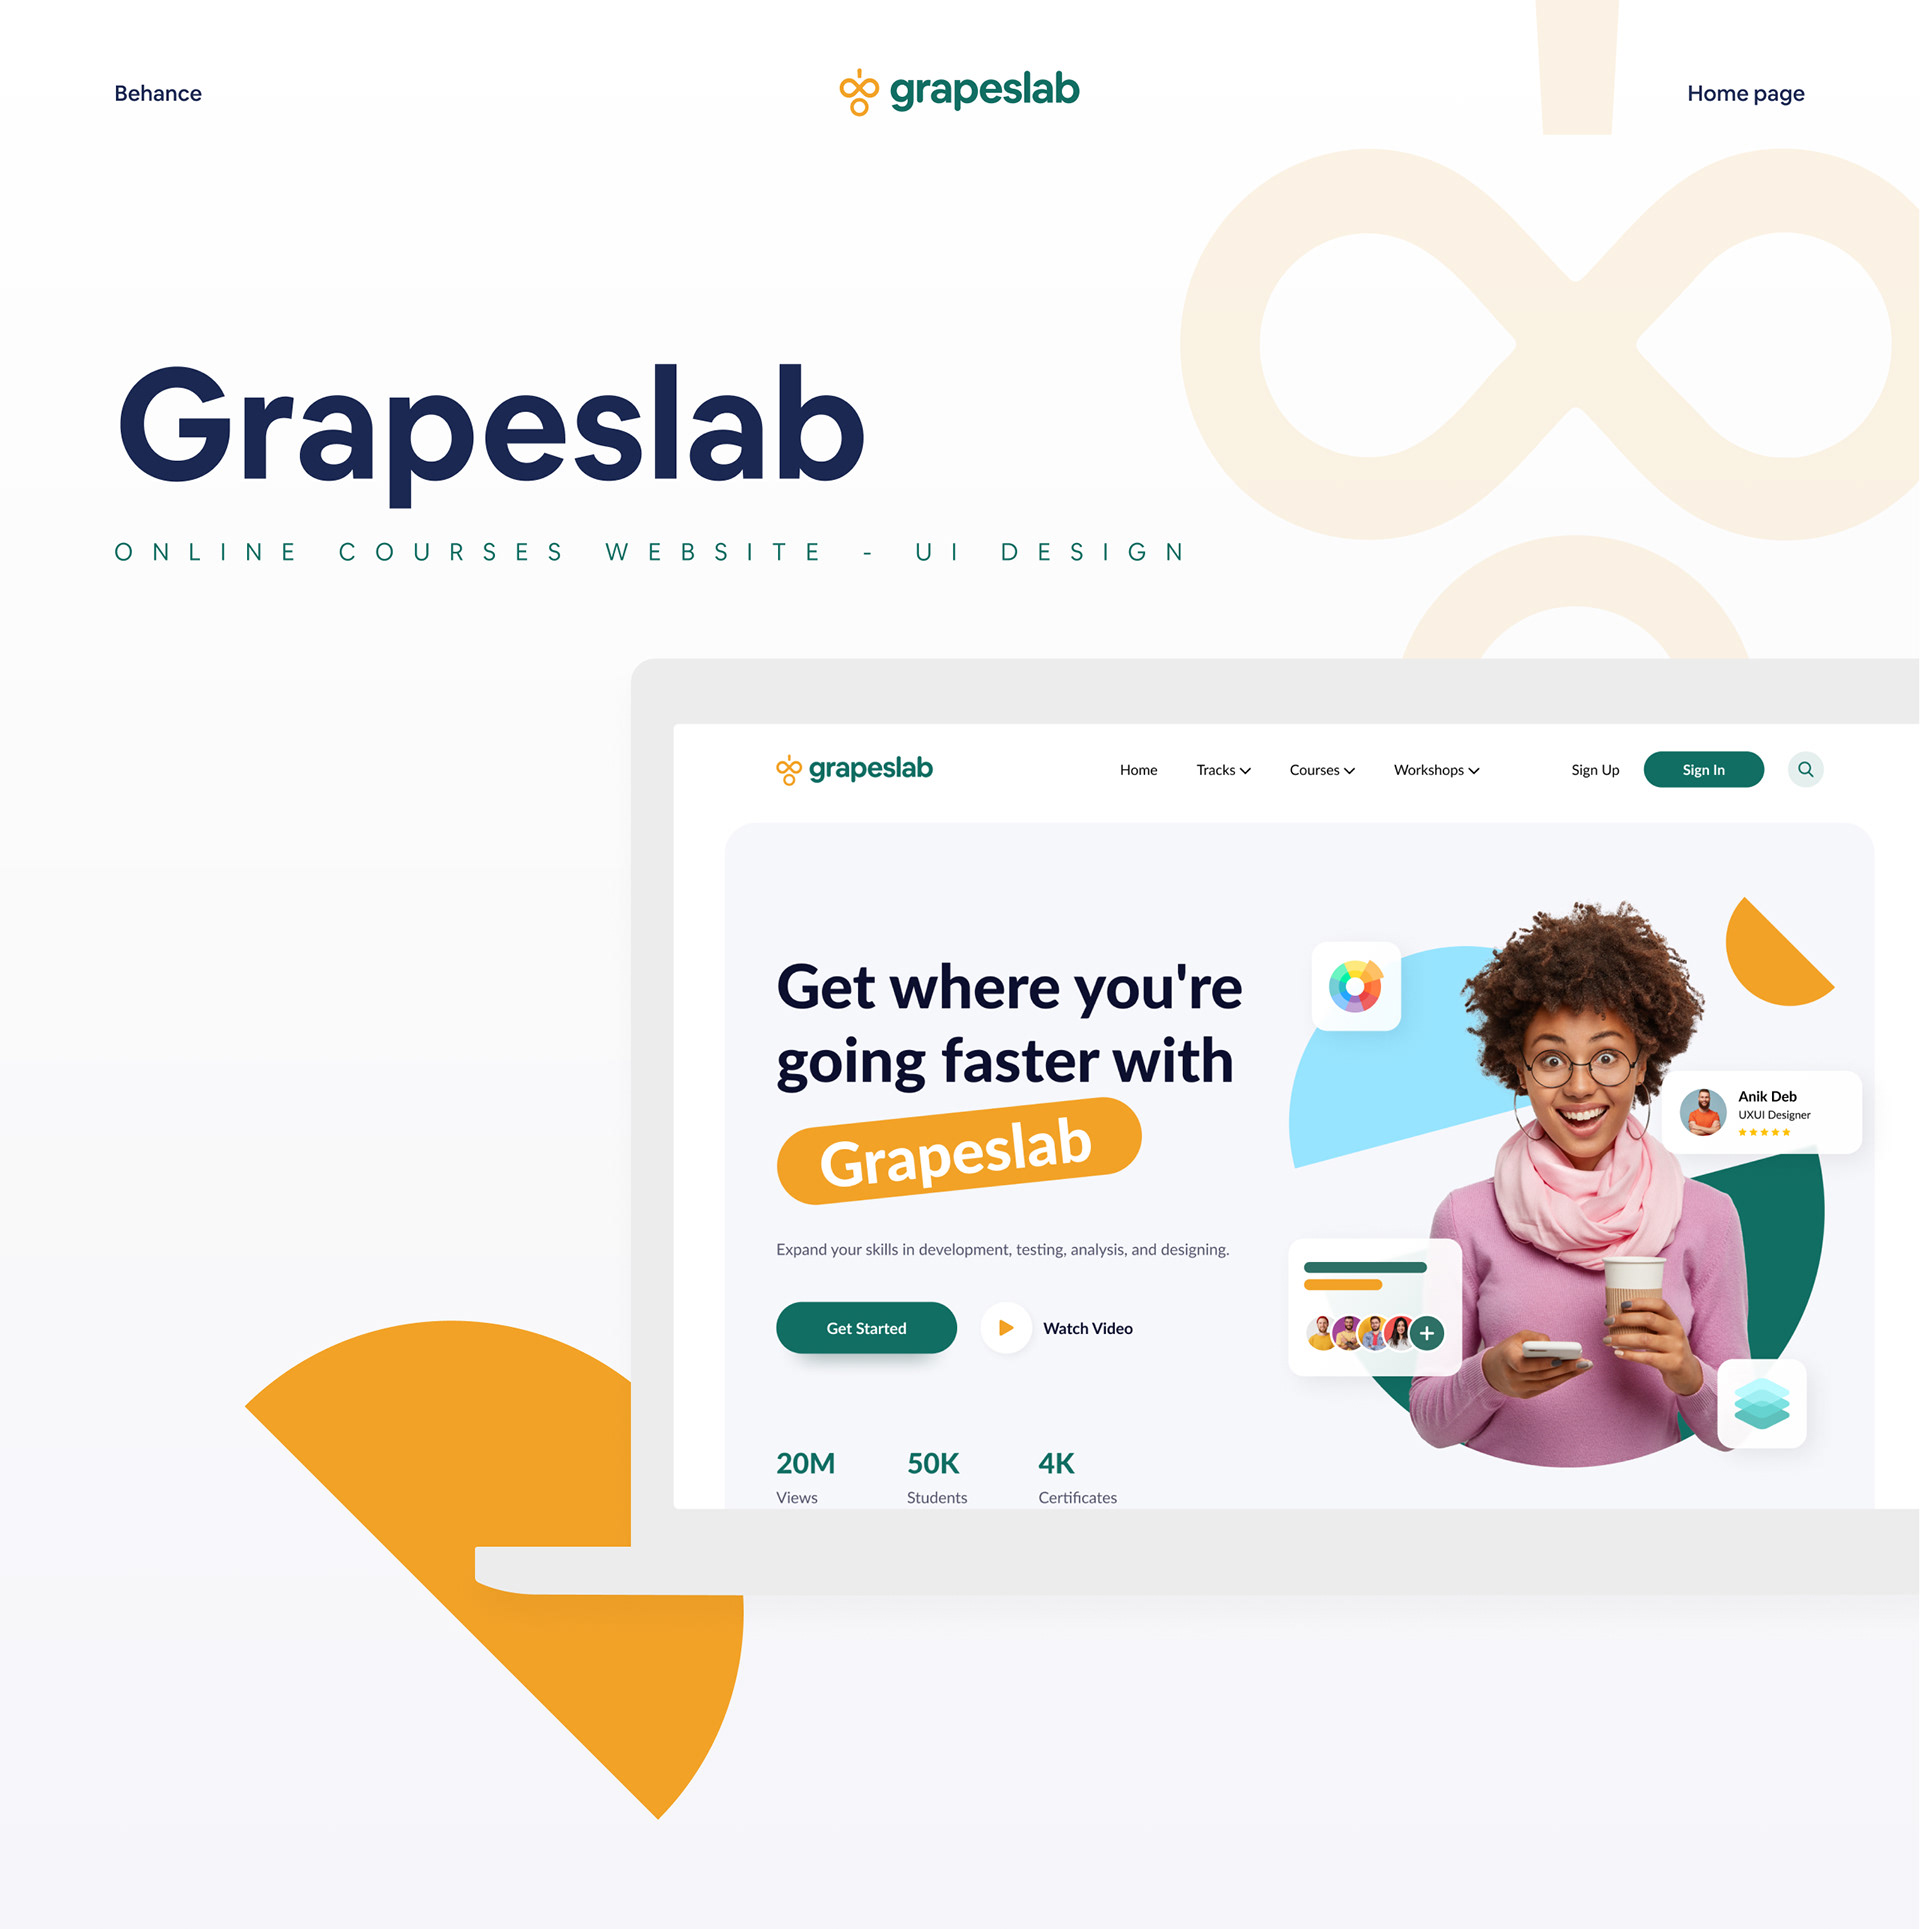 Behance
grapeslab
Home page
Grapeslab
ONLINE COURSES WEBSITE - UI DESIGN
grapeslab
Home
Tracks
Courses
Workshops
Sign Up
Sign In
Get where you're
going faster with
Grapeslab
Expand your skills in development, testing, analysis, and designing.
Get Started
Watch Video
Anik Deb
UXUI Designer
20M
Views
50K
Students
4K
Certificates